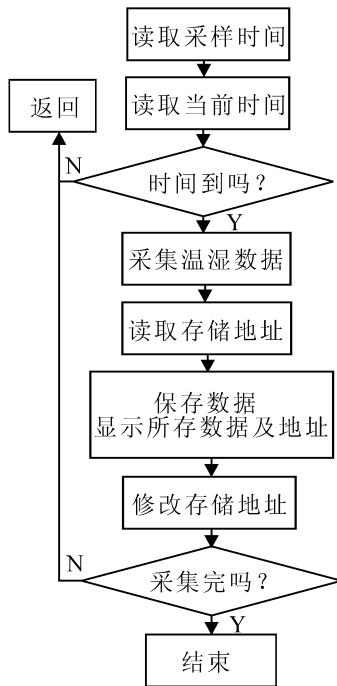 读取采样时间
读取当前时间
返回
N
时间到吗?
Y
采集温湿数据
读取存储地址
保存数据
显示所存数据及地址
修改存储地址
N
采集完吗?
Y
结束